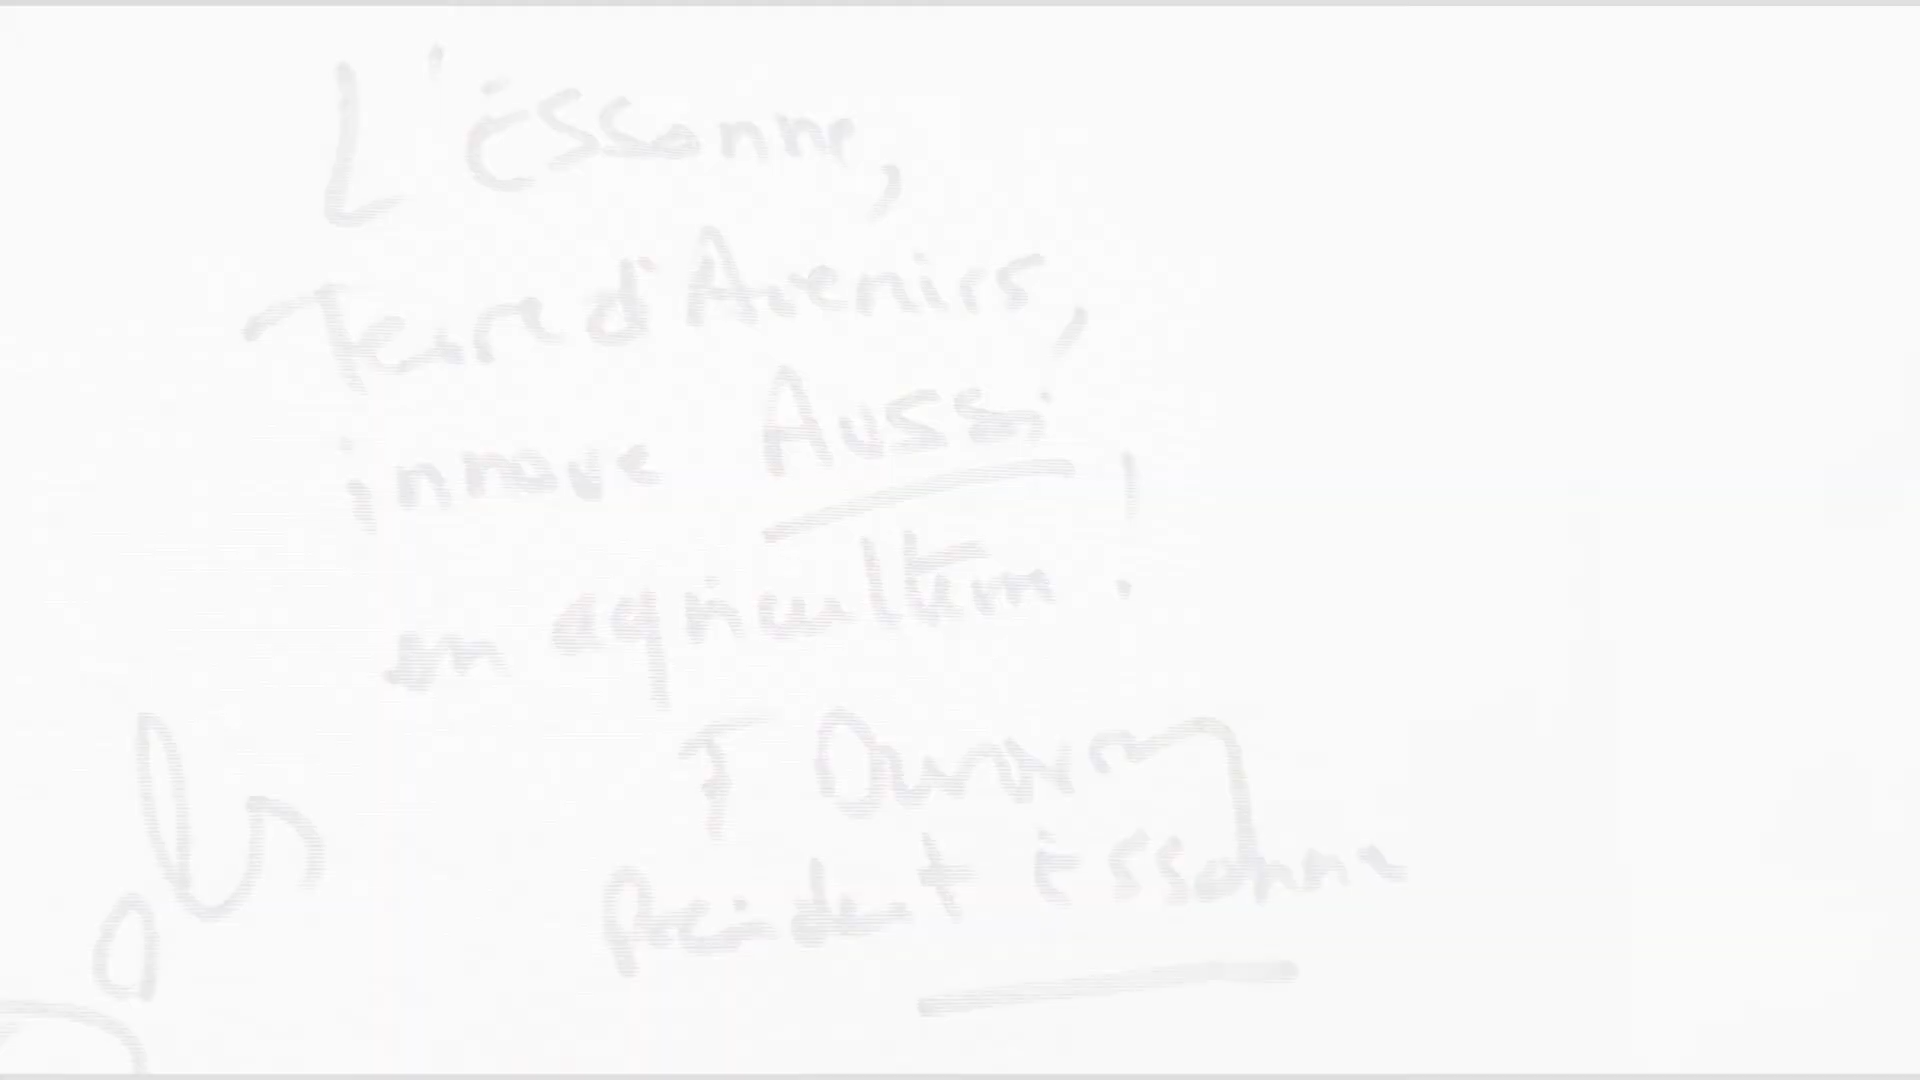 L'Essonne,
Terre d'Avenirs,
innove Aussi
en agriculture !
F Durovray
Président Essonne